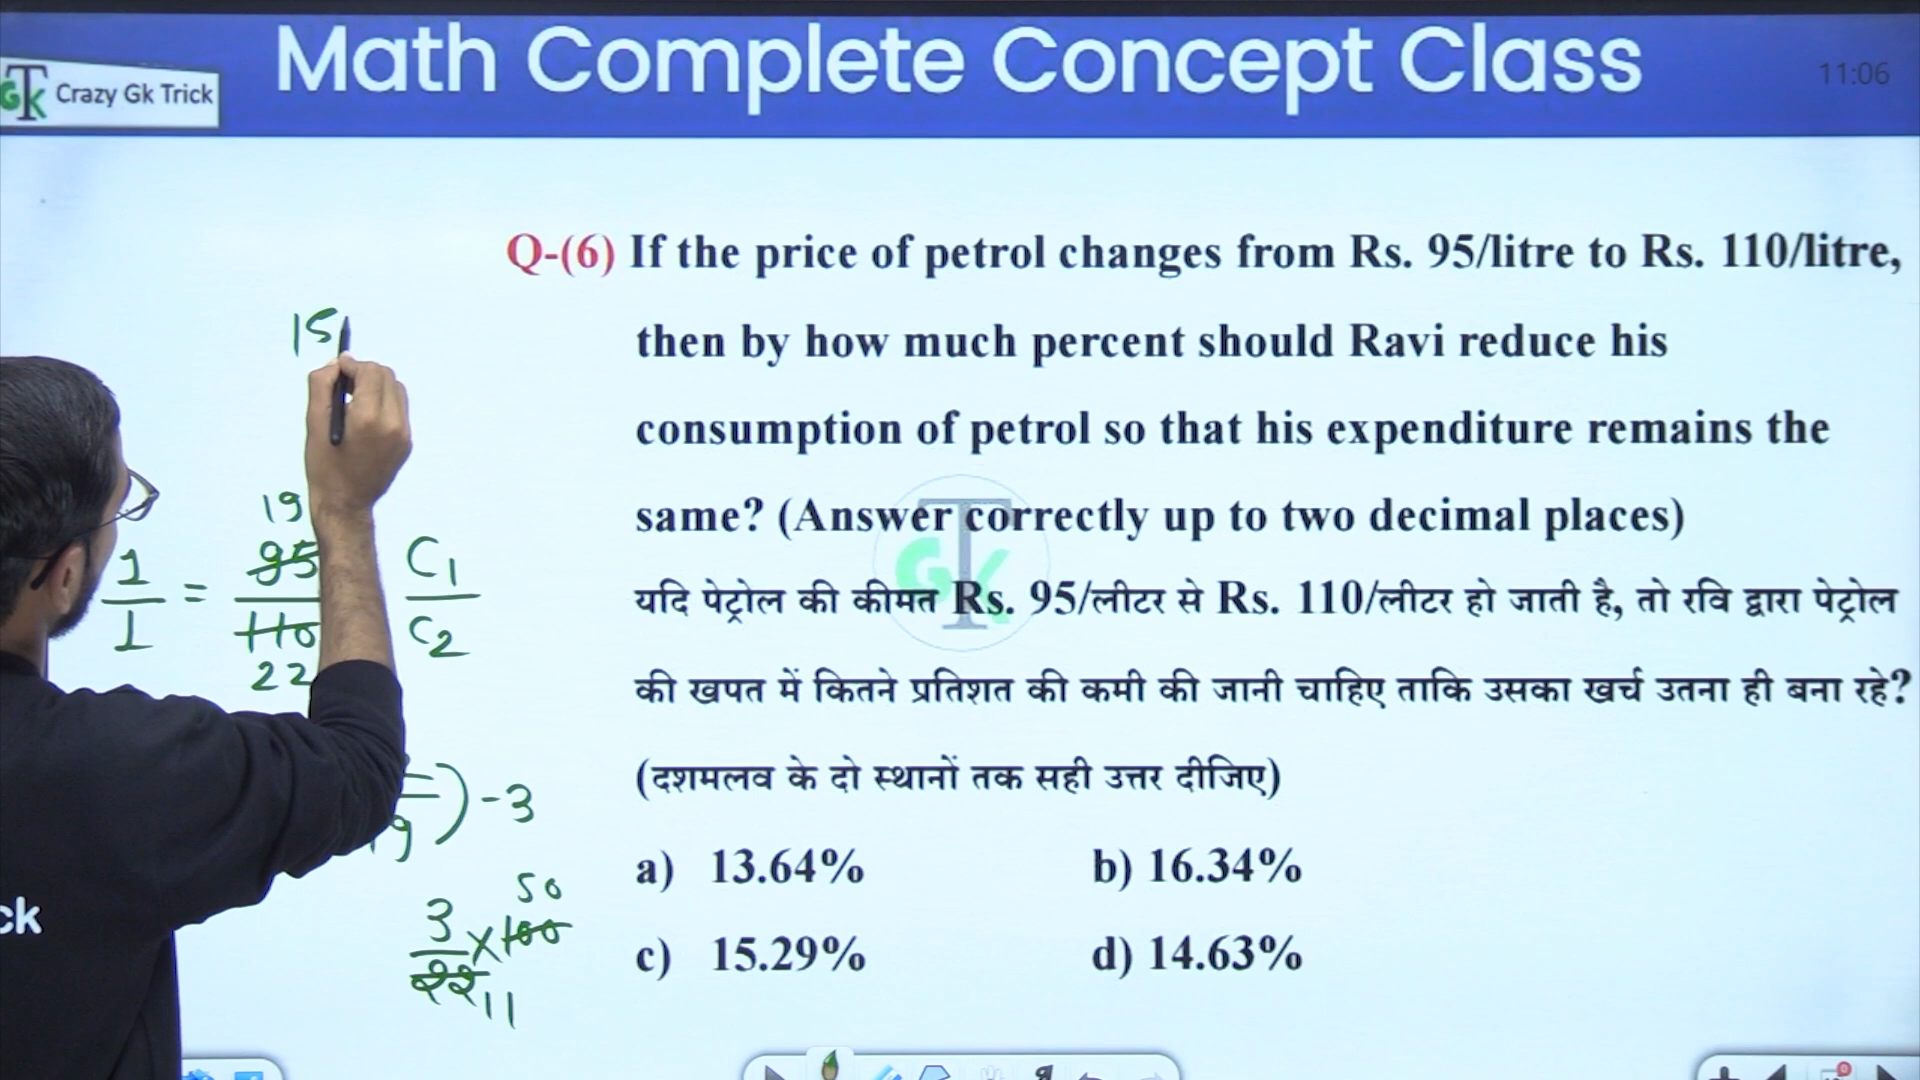 Math Complete Concept Class
11:06
GTK Crazy Gk Trick
Q-(6) If the price of petrol changes from Rs. 95/litre to Rs. 110/litre,
then by how much percent should Ravi reduce his
consumption of petrol so that his expenditure remains the
same? (Answer correctly up to two decimal places)
यदि पेट्रोल की कीमत Rs. 95/लीटर से Rs. 110/लीटर हो जाती है, तो रवि द्वारा पेट्रोल
की खपत में कितने प्रतिशत की कमी की जानी चाहिए ताकि उसका खर्च उतना ही बना रहे?
(दशमलव के दो स्थानों तक सही उत्तर दीजिए)
a) 13.64% b) 16.34%
c) 15.29% d) 14.63%
15
19
1 = 95 C1
1 110 C2
22
9 ) -3
50
3 x 100
22 11
GTK
ck